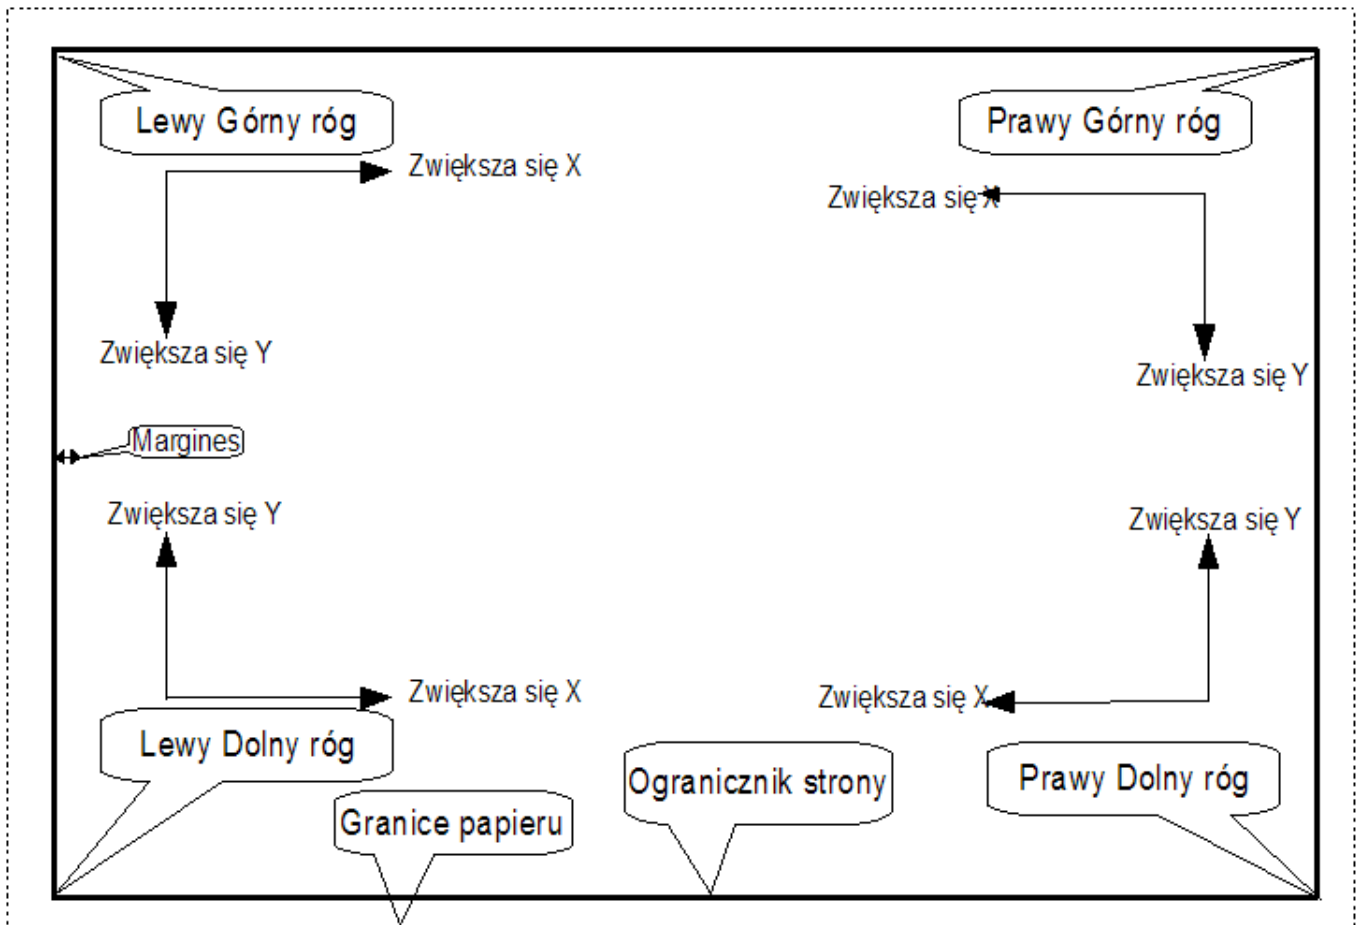 Lewy Górny róg
Prawy Górny róg
Zwiększa się X
Zwiększa się X
Zwiększa się Y
Zwiększa się Y
Margines
Zwiększa się Y
Zwiększa się Y
Zwiększa się X
Zwiększa się X
Lewy Dolny róg
Ogranicznik strony
Prawy Dolny róg
Granice papieru